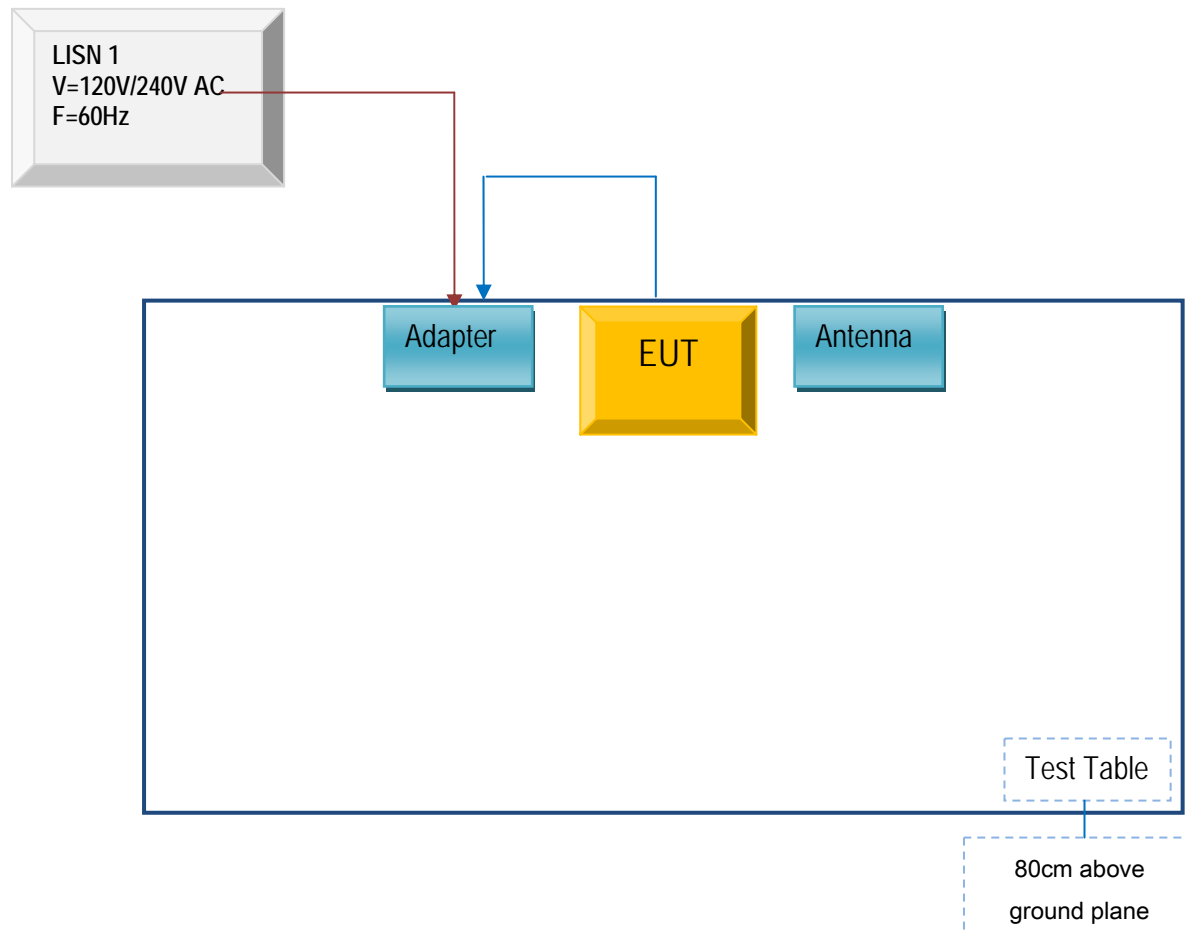 LISN 1
V=120V/240V AC
F=60Hz
Adapter
EUT
Antenna
Test Table
80cm above
ground plane